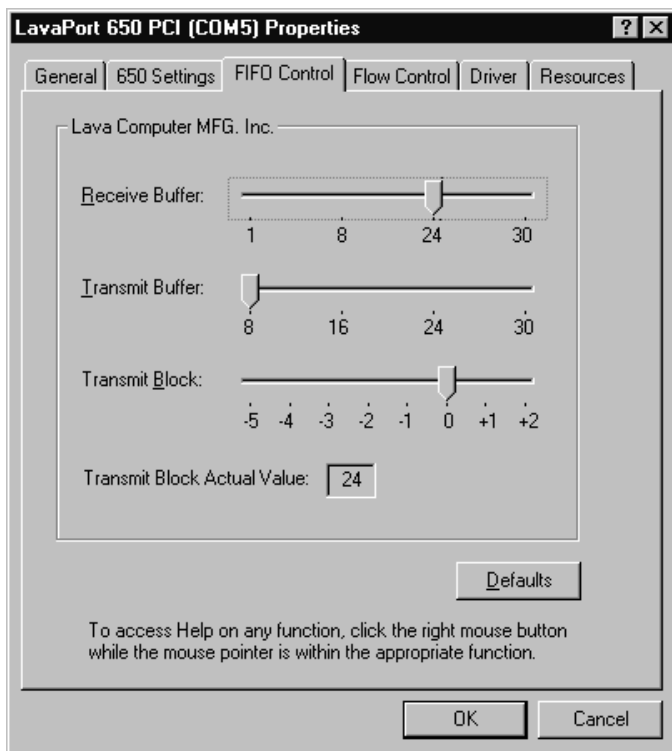 LavaPort 650 PCI (COM5) Properties ? X
General 650 Settings FIFO Control Flow Control Driver Resources
Lava Computer MFG. Inc.
Receive Buffer:
1 8 24 30
Transmit Buffer:
8 16 24 30
Transmit Block:
-5 -4 -3 -2 -1 0 +1 +2
Transmit Block Actual Value: 24
Defaults
To access Help on any function, click the right mouse button
while the mouse pointer is within the appropriate function.
OK Cancel